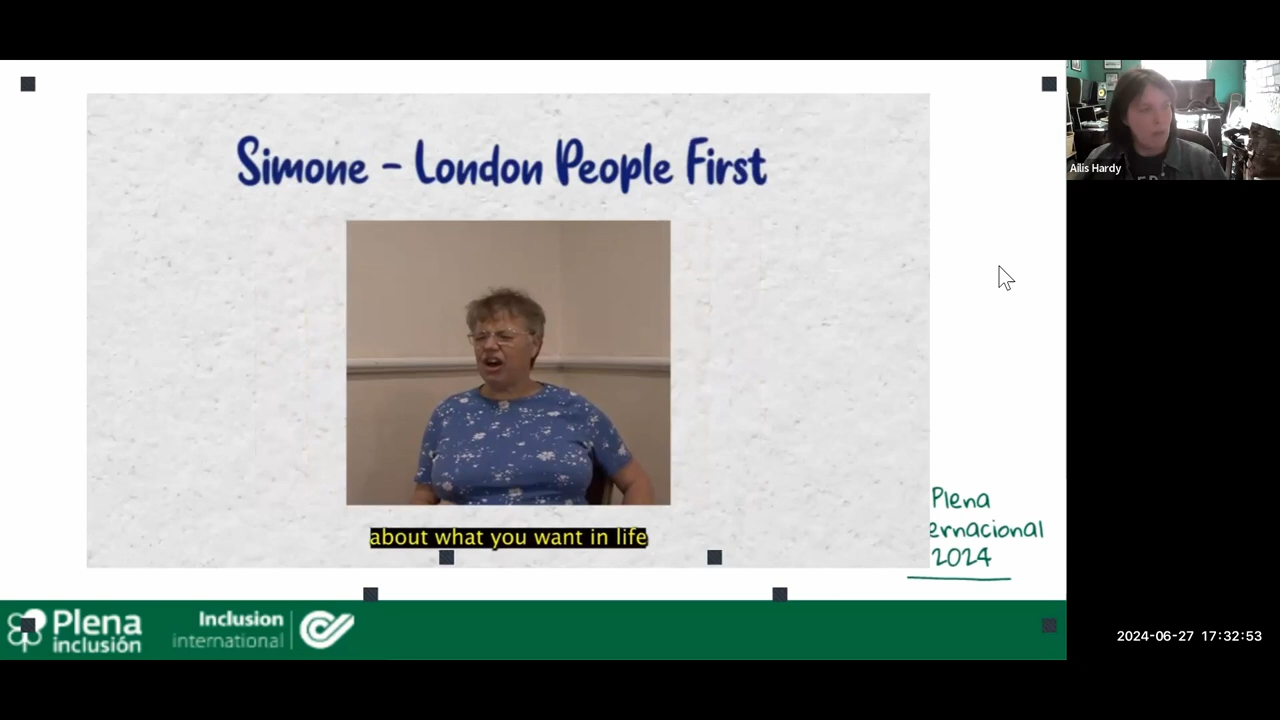 Simone - London People First
Ailis Hardy
about what you want in life
Plena
ernacional
2024
Plena
inclusión
Inclusion
international
2024-06-27 17:32:53